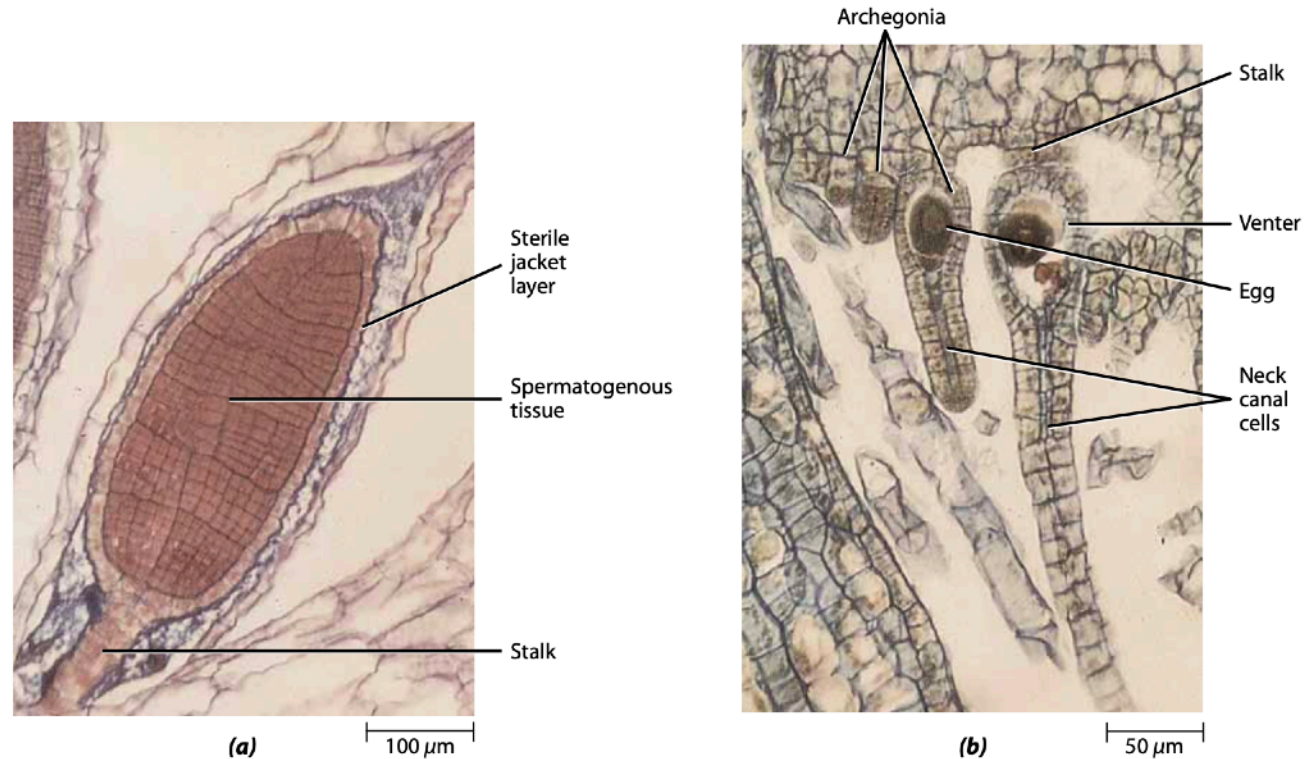 Sterile
jacket
layer
Spermatogenous
tissue
Stalk
(a)
100 μm
Archegonia
Stalk
Venter
Egg
Neck
canal
cells
(b)
50 μm